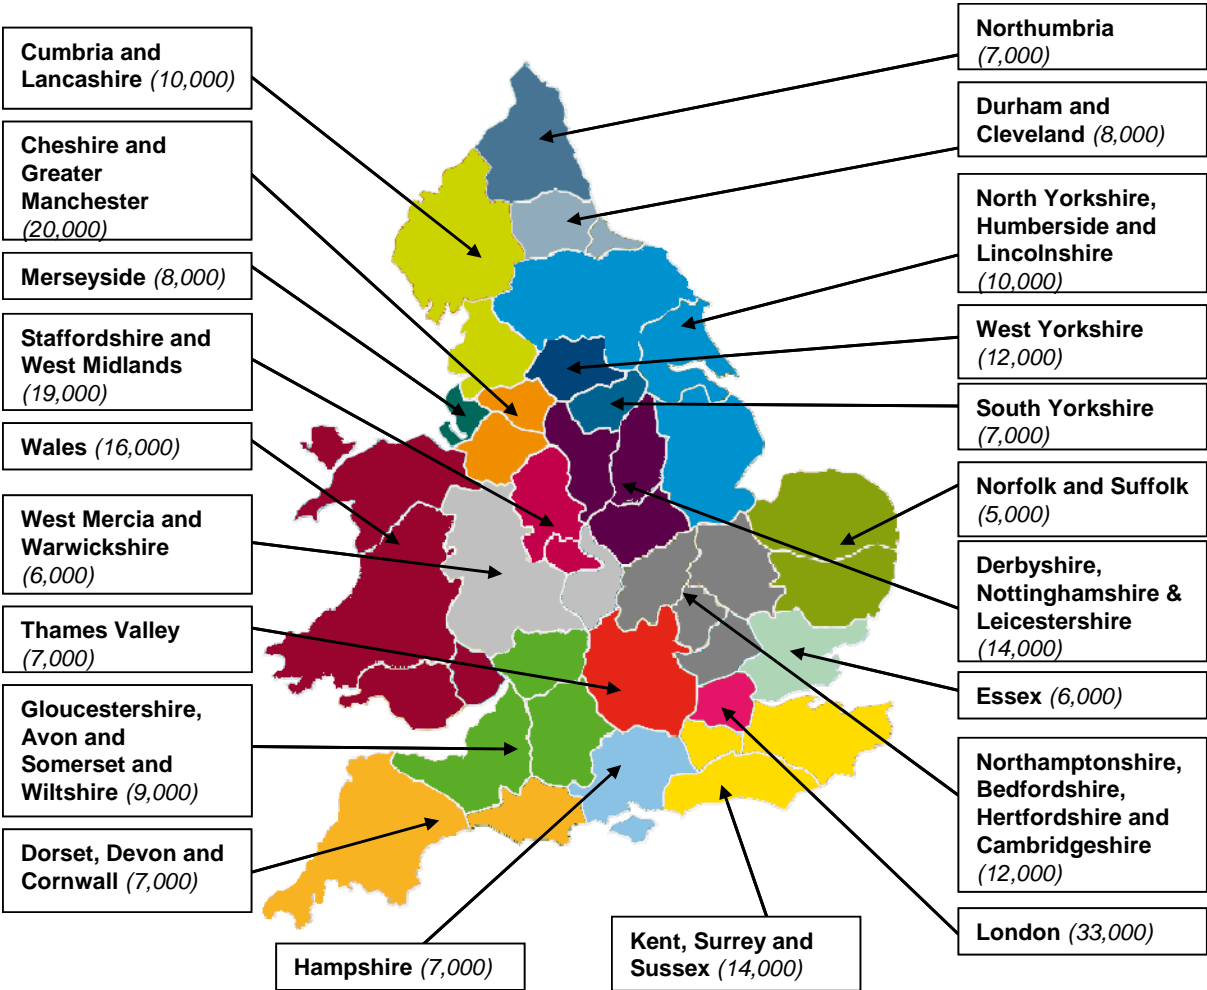 Cumbria and
Lancashire (10,000)
Cheshire and
Greater
Manchester
(20,000)
Merseyside (8,000)
Staffordshire and
West Midlands
(19,000)
Wales (16,000)
West Mercia and
Warwickshire
(6,000)
Thames Valley
(7,000)
Gloucestershire,
Avon and
Somerset and
Wiltshire (9,000)
Dorset, Devon and
Cornwall (7,000)
Hampshire (7,000)
Kent, Surrey and
Sussex (14,000)
Northumbria
(7,000)
Durham and
Cleveland (8,000)
North Yorkshire,
Humberside and
Lincolnshire
(10,000)
West Yorkshire
(12,000)
South Yorkshire
(7,000)
Norfolk and Suffolk
(5,000)
Derbyshire,
Nottinghamshire &
Leicestershire
(14,000)
Essex (6,000)
Northamptonshire,
Bedfordshire,
Hertfordshire and
Cambridgeshire
(12,000)
London (33,000)